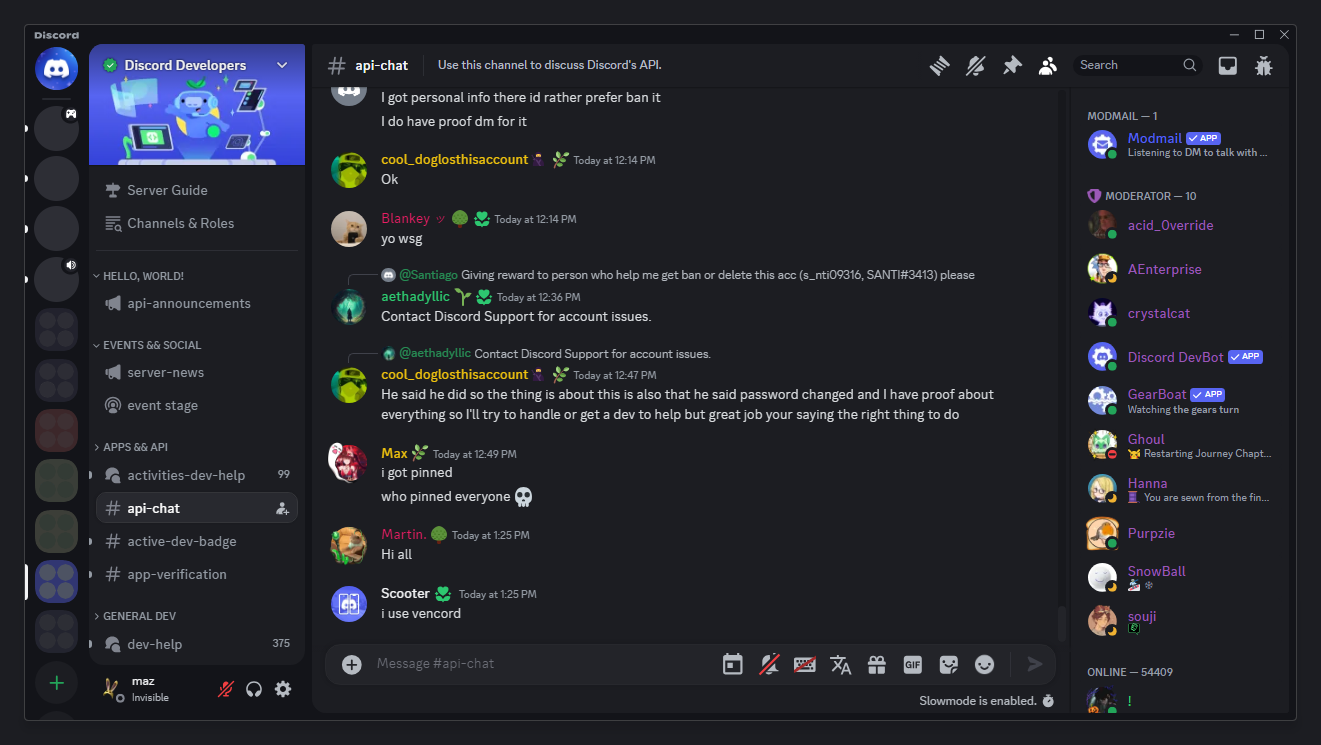 Discord
Discord Developers
Server Guide
Channels & Roles
HELLO, WORLD!
api-announcements
EVENTS && SOCIAL
server-news
event stage
APPS && API
activities-dev-help 99
api-chat
active-dev-badge
app-verification
GENERAL DEV
dev-help 375
maz
Invisible
# api-chat Use this channel to discuss Discord's API.
Search
I got personal info there id rather prefer ban it
I do have proof dm for it
cool_doglosthisaccount Today at 12:14 PM
Ok
Blankey ッ Today at 12:14 PM
yo wsg
@Santiago Giving reward to person who help me get ban or delete this acc (s_nti09316, SANTI#3413) please
aethadyllic Today at 12:36 PM
Contact Discord Support for account issues.
@aethadyllic Contact Discord Support for account issues.
cool_doglosthisaccount Today at 12:47 PM
He said he did so the thing is about this is also that he said password changed and I have proof about
everything so I'll try to handle or get a dev to help but great job your saying the right thing to do
Max Today at 12:49 PM
i got pinned
who pinned everyone 💀
Martin. Today at 1:25 PM
Hi all
Scooter Today at 1:25 PM
i use vencord
Message #api-chat
GIF
Slowmode is enabled.
MODMAIL — 1
Modmail ✓ APP
Listening to DM to talk with ...
MODERATOR — 10
acid_0verride
AEnterprise
crystalcat
Discord DevBot ✓ APP
GearBoat ✓ APP
Watching the gears turn
Ghoul
Restarting Journey Chapt...
Hanna
You are sewn from the fin...
Purpzie
SnowBall
souji
ONLINE — 54409
!